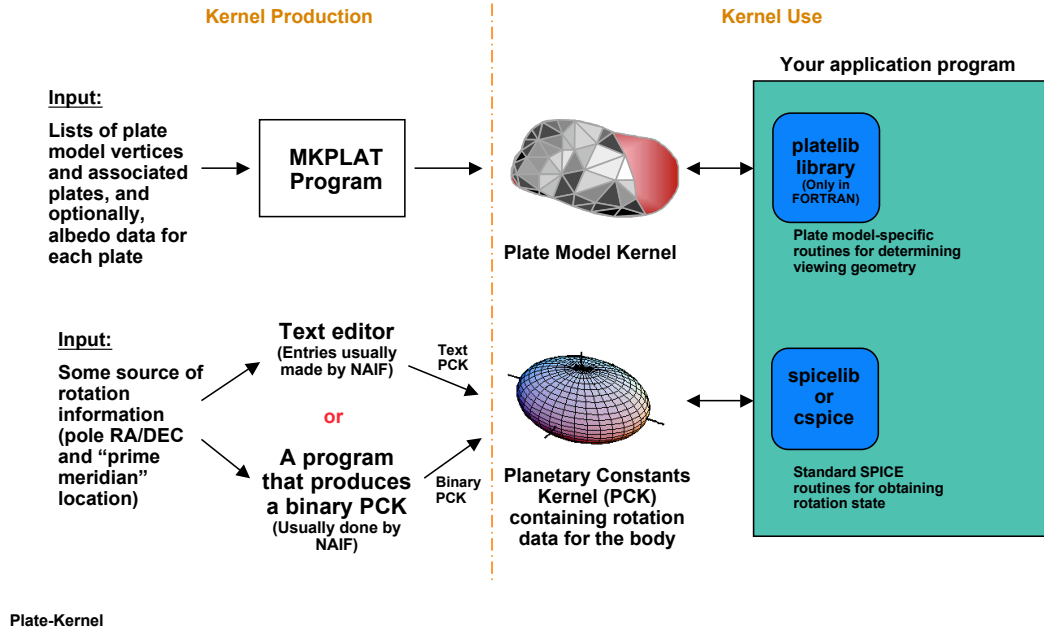 Kernel Production
Kernel Use
Your application program
Input:
Lists of plate
model vertices
and associated
plates, and
optionally,
albedo data for
each plate
MKPLAT
Program
Plate Model Kernel
platelib
library
(Only in
FORTRAN)
Plate model-specific
routines for determining
viewing geometry
Input:
Some source of
rotation
information
(pole RA/DEC
and “prime
meridian”
location)
Text editor
(Entries usually
made by NAIF)
or
A program
that produces
a binary PCK
(Usually done by
NAIF)
Text
PCK
Binary
PCK
Planetary Constants
Kernel (PCK)
containing rotation
data for the body
spicelib
or
cspice
Standard SPICE
routines for obtaining
rotation state
Plate-Kernel